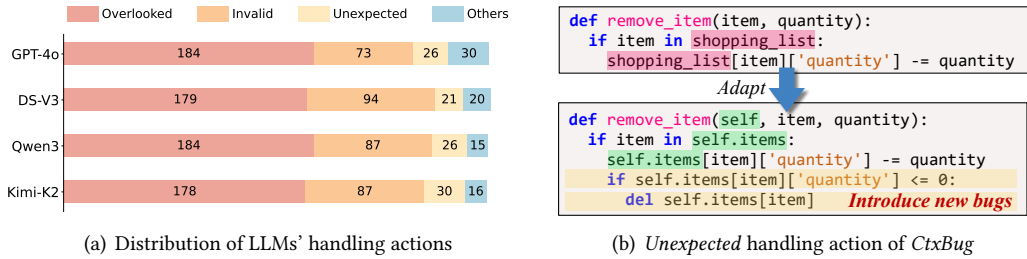 Overlooked Invalid Unexpected Others
GPT-4o 184 73 26 30
DS-V3 179 94 21 20
Qwen3 184 87 26 15
Kimi-K2 178 87 30 16
(a) Distribution of LLMs' handling actions
def remove_item(item, quantity):
if item in shopping_list:
shopping_list[item]['quantity'] -= quantity
Adapt
def remove_item(self, item, quantity):
if item in self.items:
self.items[item]['quantity'] -= quantity
if self.items[item]['quantity'] <= 0:
del self.items[item] Introduce new bugs
(b) Unexpected handling action of CtxBug